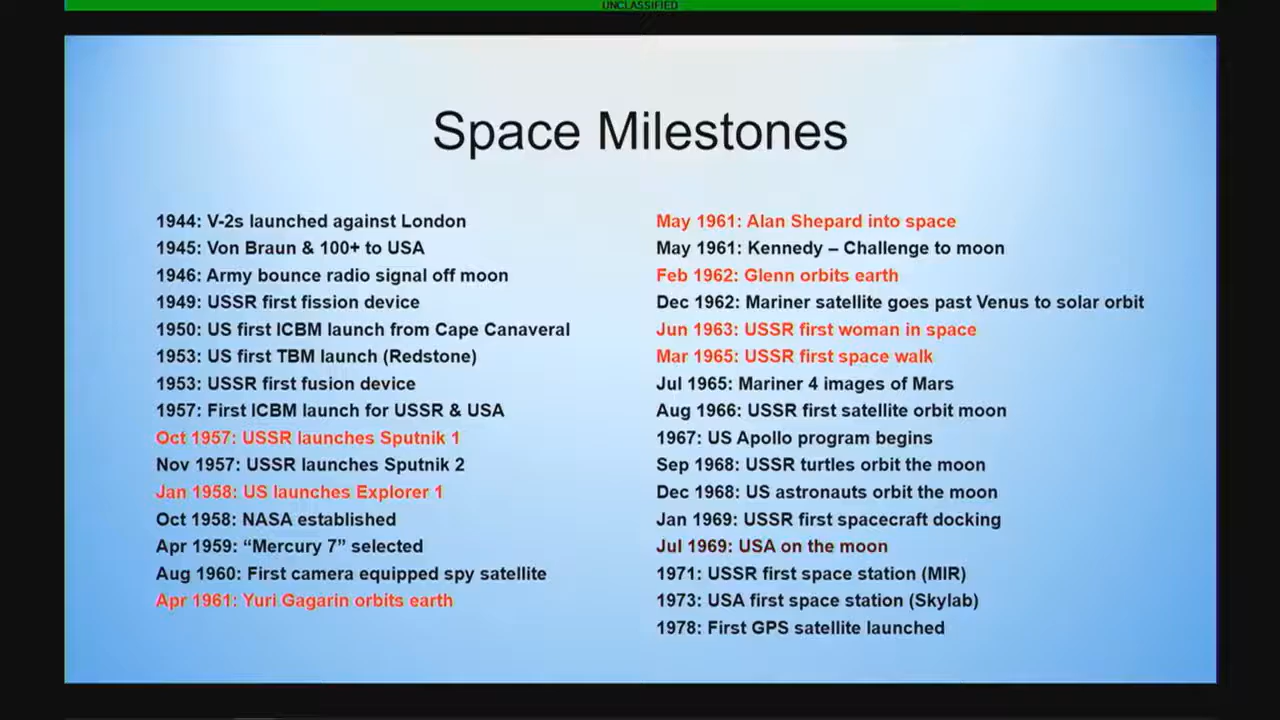 UNCLASSIFIED
Space Milestones
1944: V-2s launched against London
1945: Von Braun & 100+ to USA
1946: Army bounce radio signal off moon
1949: USSR first fission device
1950: US first ICBM launch from Cape Canaveral
1953: US first TBM launch (Redstone)
1953: USSR first fusion device
1957: First ICBM launch for USSR & USA
Oct 1957: USSR launches Sputnik 1
Nov 1957: USSR launches Sputnik 2
Jan 1958: US launches Explorer 1
Oct 1958: NASA established
Apr 1959: “Mercury 7” selected
Aug 1960: First camera equipped spy satellite
Apr 1961: Yuri Gagarin orbits earth
May 1961: Alan Shepard into space
May 1961: Kennedy – Challenge to moon
Feb 1962: Glenn orbits earth
Dec 1962: Mariner satellite goes past Venus to solar orbit
Jun 1963: USSR first woman in space
Mar 1965: USSR first space walk
Jul 1965: Mariner 4 images of Mars
Aug 1966: USSR first satellite orbit moon
1967: US Apollo program begins
Sep 1968: USSR turtles orbit the moon
Dec 1968: US astronauts orbit the moon
Jan 1969: USSR first spacecraft docking
Jul 1969: USA on the moon
1971: USSR first space station (MIR)
1973: USA first space station (Skylab)
1978: First GPS satellite launched